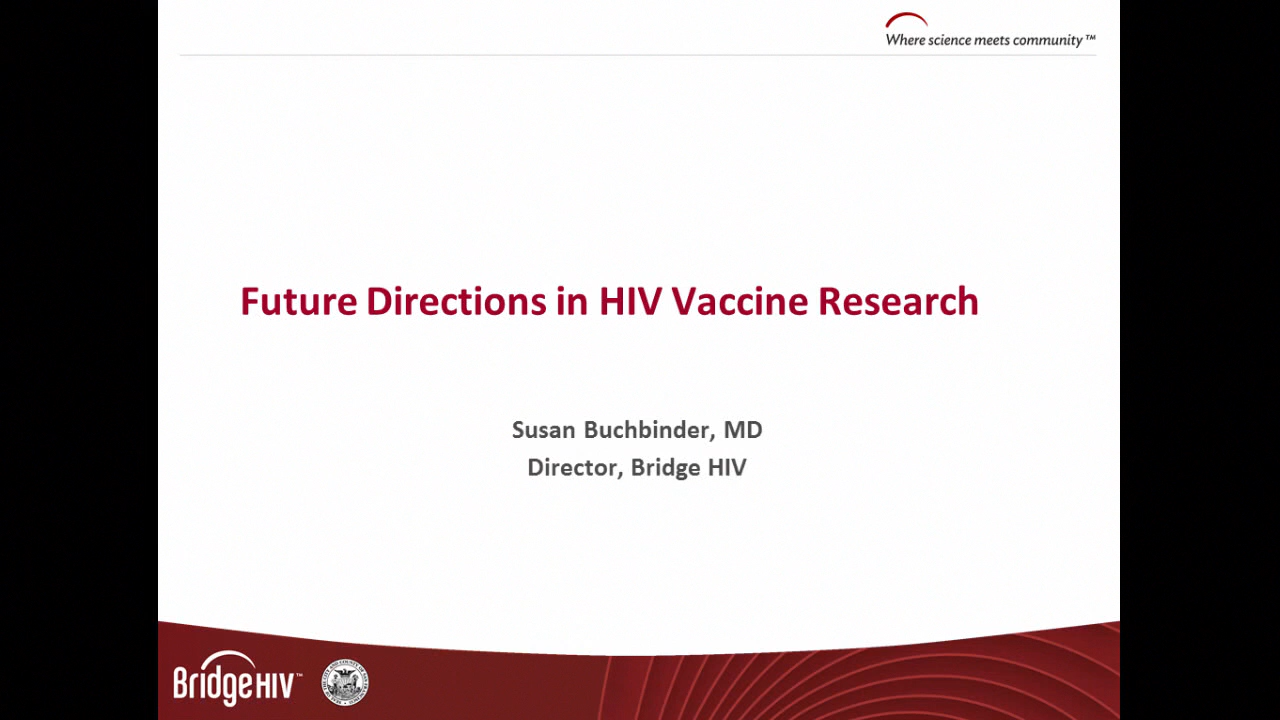 Where science meets community™
Future Directions in HIV Vaccine Research
Susan Buchbinder, MD
Director, Bridge HIV
BridgeHIV™